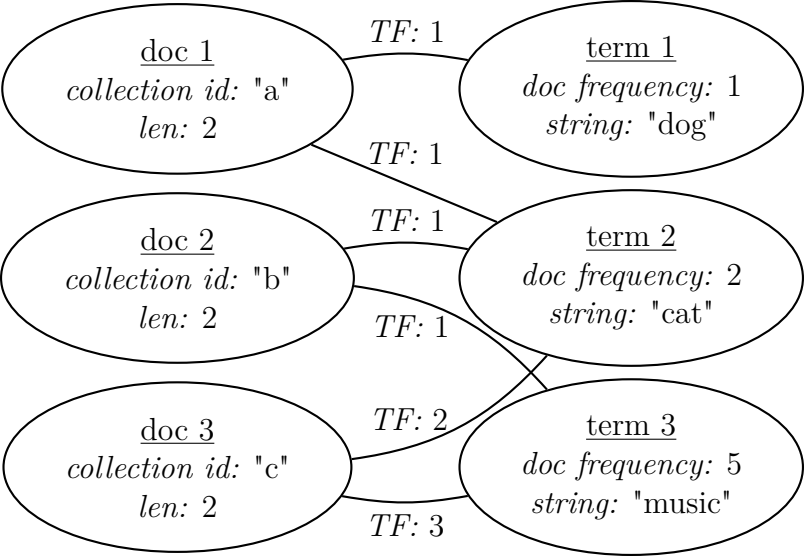 doc 1
collection id: "a"
len: 2
TF: 1
term 1
doc frequency: 1
string: "dog"
TF: 1
doc 2
collection id: "b"
len: 2
TF: 1
TF: 1
term 2
doc frequency: 2
string: "cat"
doc 3
collection id: "c"
len: 2
TF: 2
TF: 3
term 3
doc frequency: 5
string: "music"